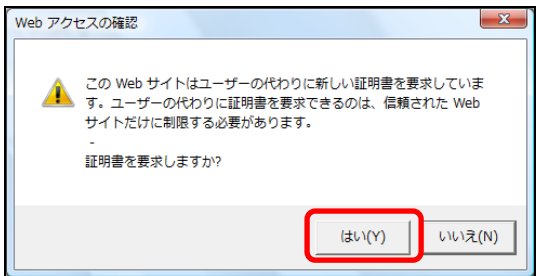 Web アクセスの確認
この Web サイトはユーザーの代わりに新しい証明書を要求していま
す。ユーザーの代わりに証明書を要求できるのは、信頼された Web
サイトだけに制限する必要があります。
-
証明書を要求しますか?
はい(Y)
いいえ(N)